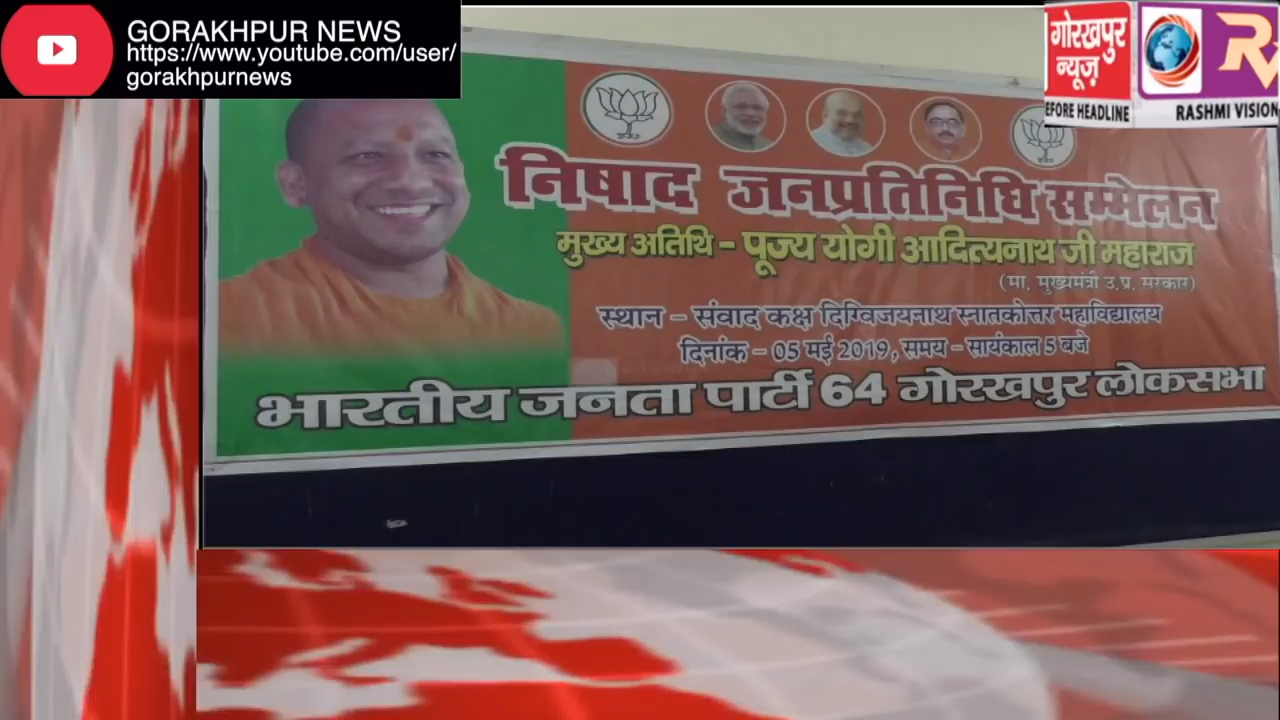 GORAKHPUR NEWS
https://www.youtube.com/user/
gorakhpurnews
गोरखपुर
न्यूज़
R
EFORE HEADLINE
RASHMI VISION
निषाद जनप्रतिनिधि सम्मेलन
मुख्य अतिथि - पूज्य योगी आदित्यनाथ जी महाराज
(मा. मुख्यमंत्री उ.प्र. सरकार)
स्थान - संवाद कक्ष दिग्विजयनाथ स्नातकोत्तर महाविद्यालय
दिनांक - 05 मई 2019, समय - सायंकाल 5 बजे
भारतीय जनता पार्टी 64 गोरखपुर लोकसभा